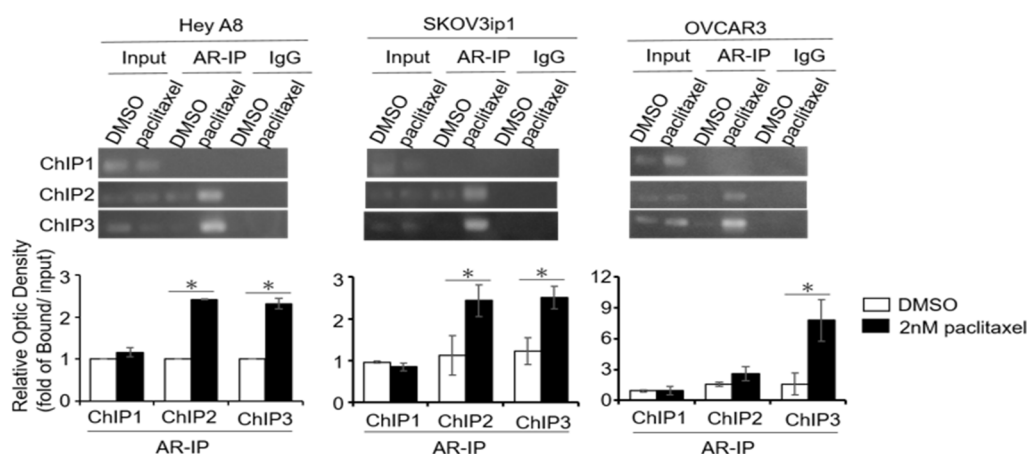 Hey A8 SKOV3ip1 OVCAR3
Input AR-IP IgG Input AR-IP IgG Input AR-IP IgG
DMSO paclitaxel DMSO paclitaxel DMSO paclitaxel DMSO paclitaxel DMSO paclitaxel DMSO paclitaxel DMSO paclitaxel DMSO paclitaxel DMSO paclitaxel
ChIP1
ChIP2
ChIP3
Relative Optic Density
(fold of Bound/ input)
3
2
1
0
ChIP1 ChIP2 ChIP3
AR-IP
* *
3
2
1
0
ChIP1 ChIP2 ChIP3
AR-IP
* *
12
9
6
3
0
ChIP1 ChIP2 ChIP3
AR-IP
*
DMSO
2nM paclitaxel